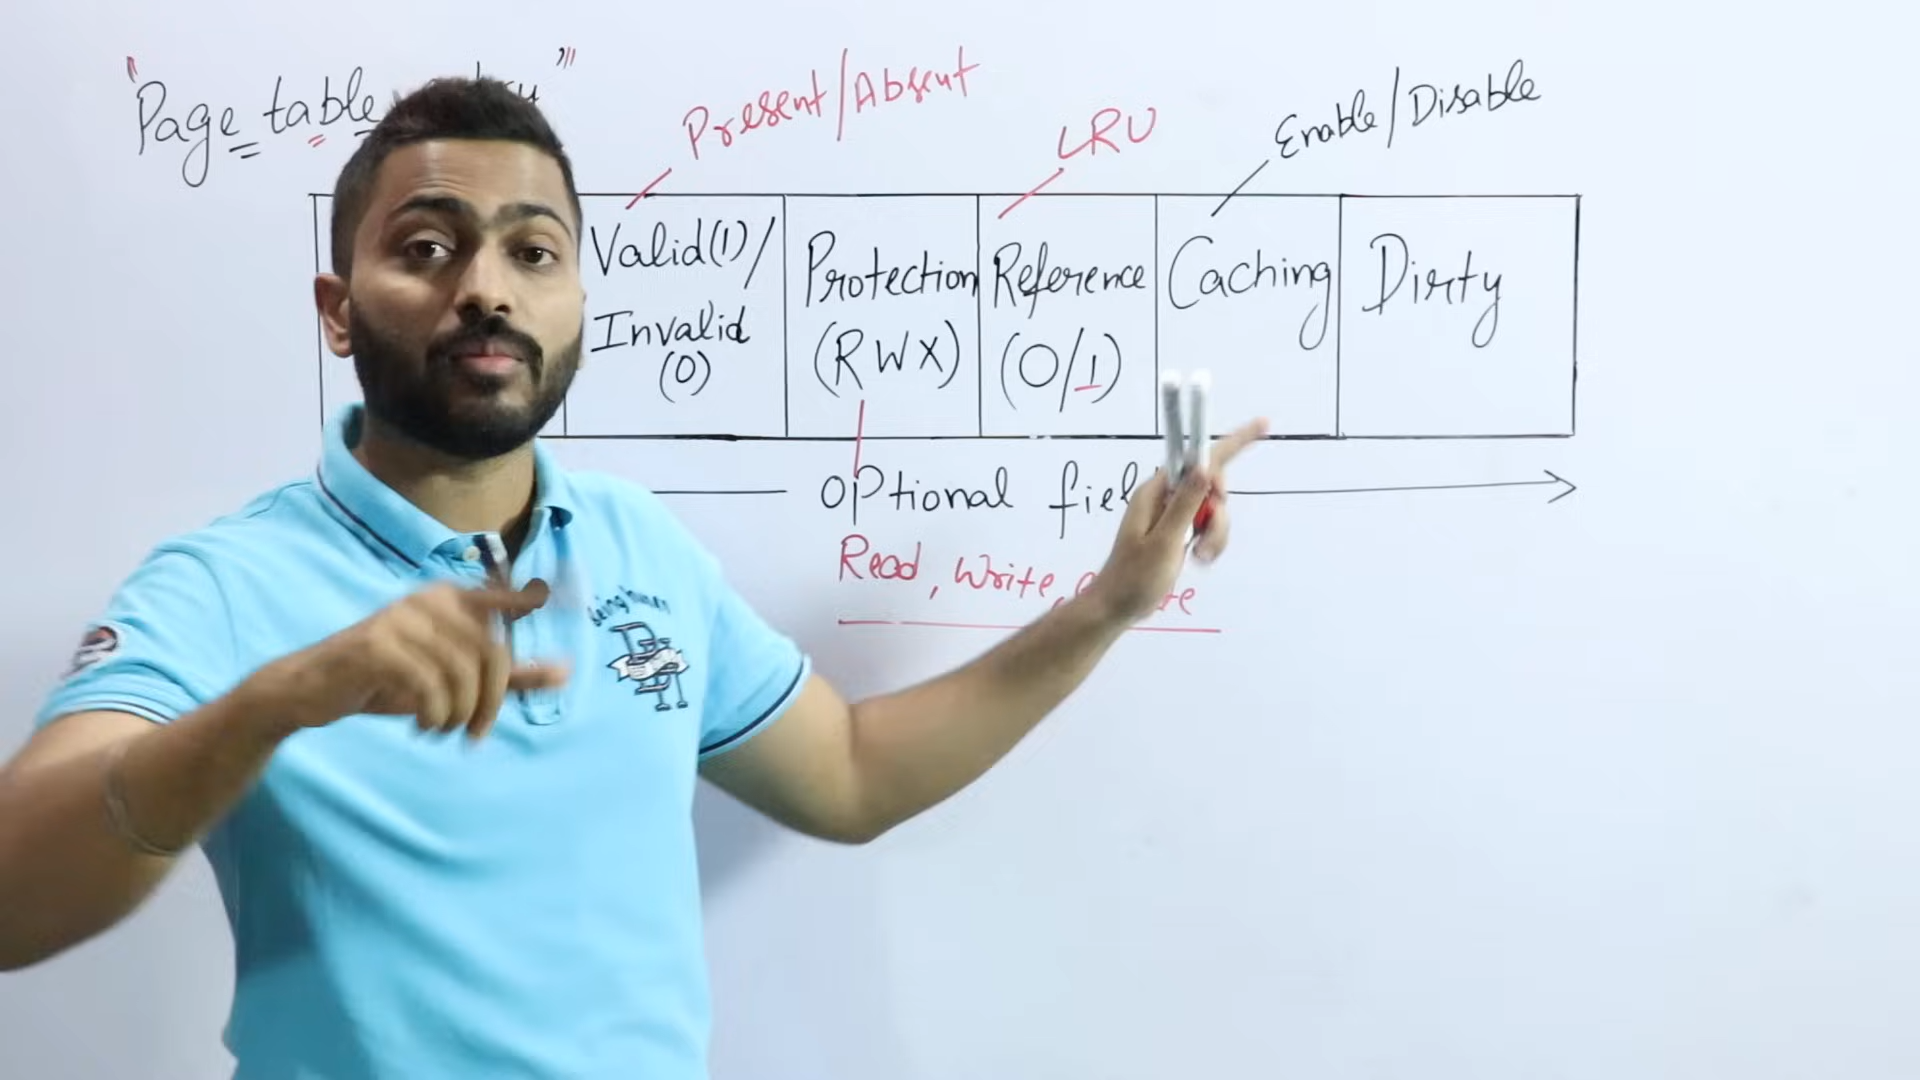 "Page table
Present/Absent
LRU
Enable/Disable
Valid(1)/
Invalid
(0)
Protection
(RWX)
Reference
(0/1)
Caching
Dirty
Optional
Read, Write,